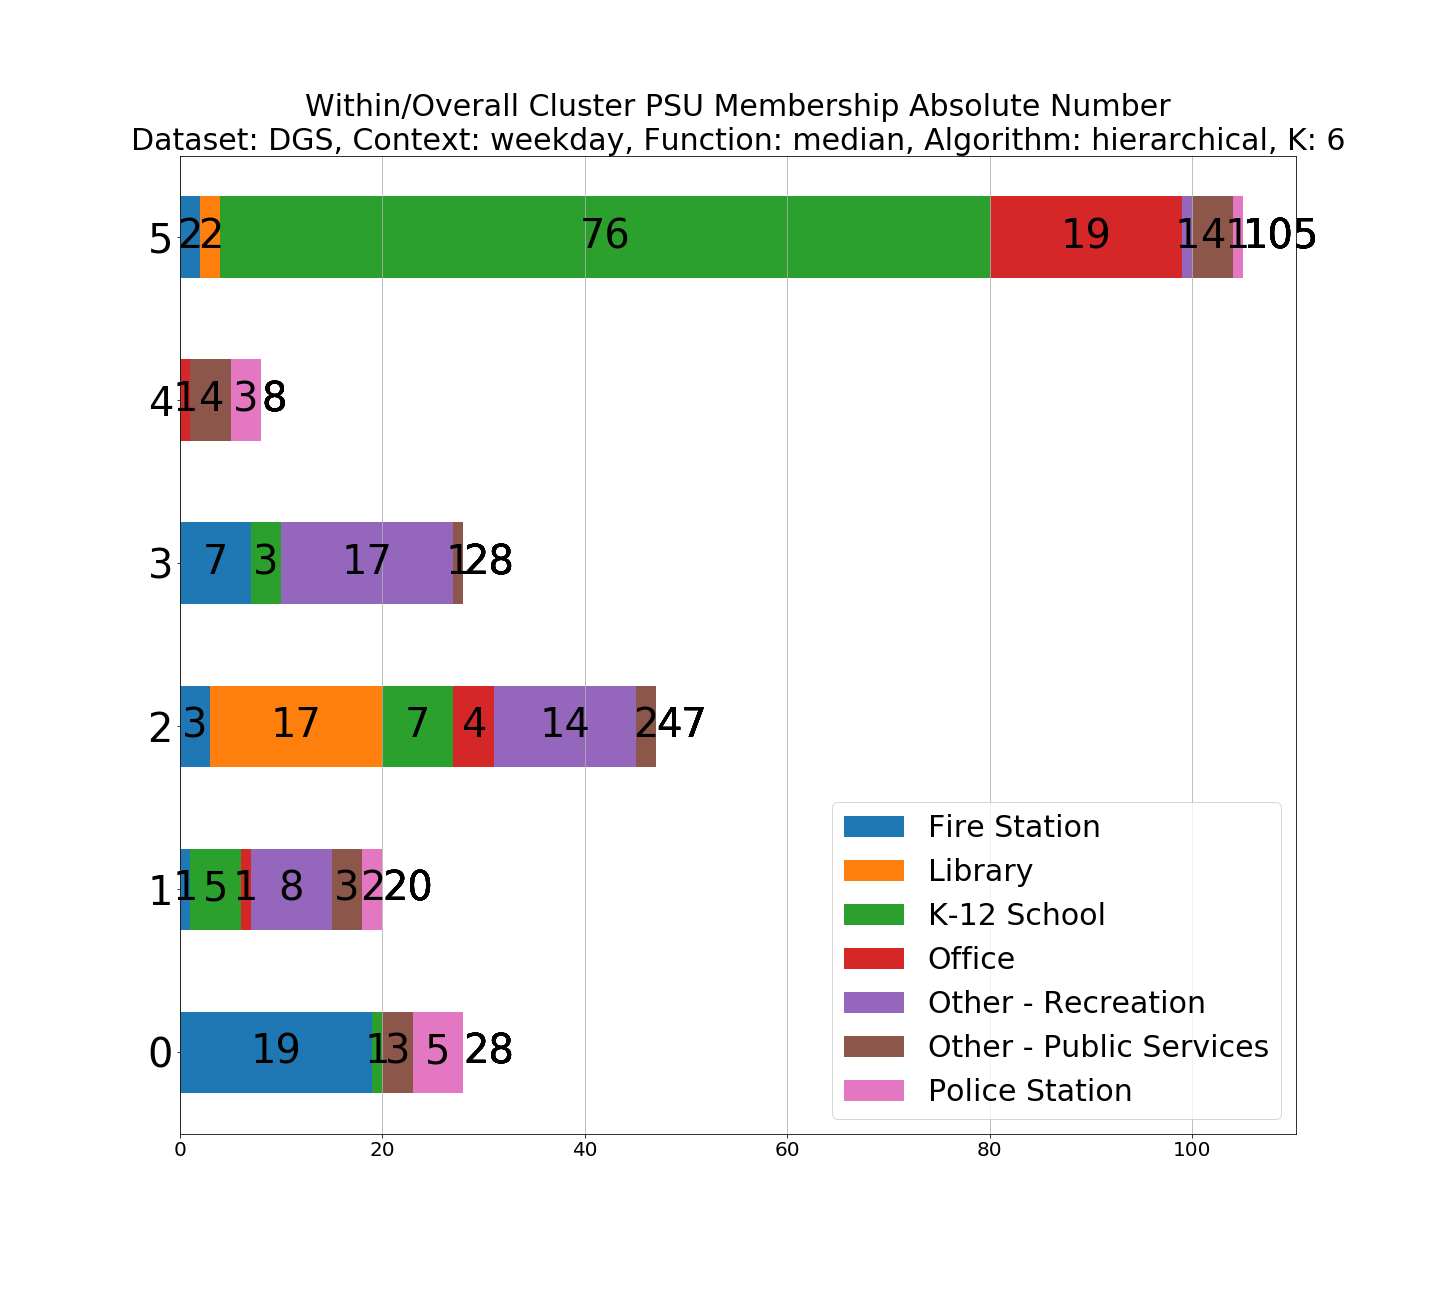 Within/Overall Cluster PSU Membership Absolute Number
Dataset: DGS, Context: weekday, Function: median, Algorithm: hierarchical, K: 6
5 2 2 76 19 1 4 1 105
4 1 4 3 8
3 7 3 17 1 28
2 3 17 7 4 14 2 47
1 1 5 1 8 3 2 20
0 19 1 3 5 28
Fire Station
Library
K-12 School
Office
Other - Recreation
Other - Public Services
Police Station
0 20 40 60 80 100